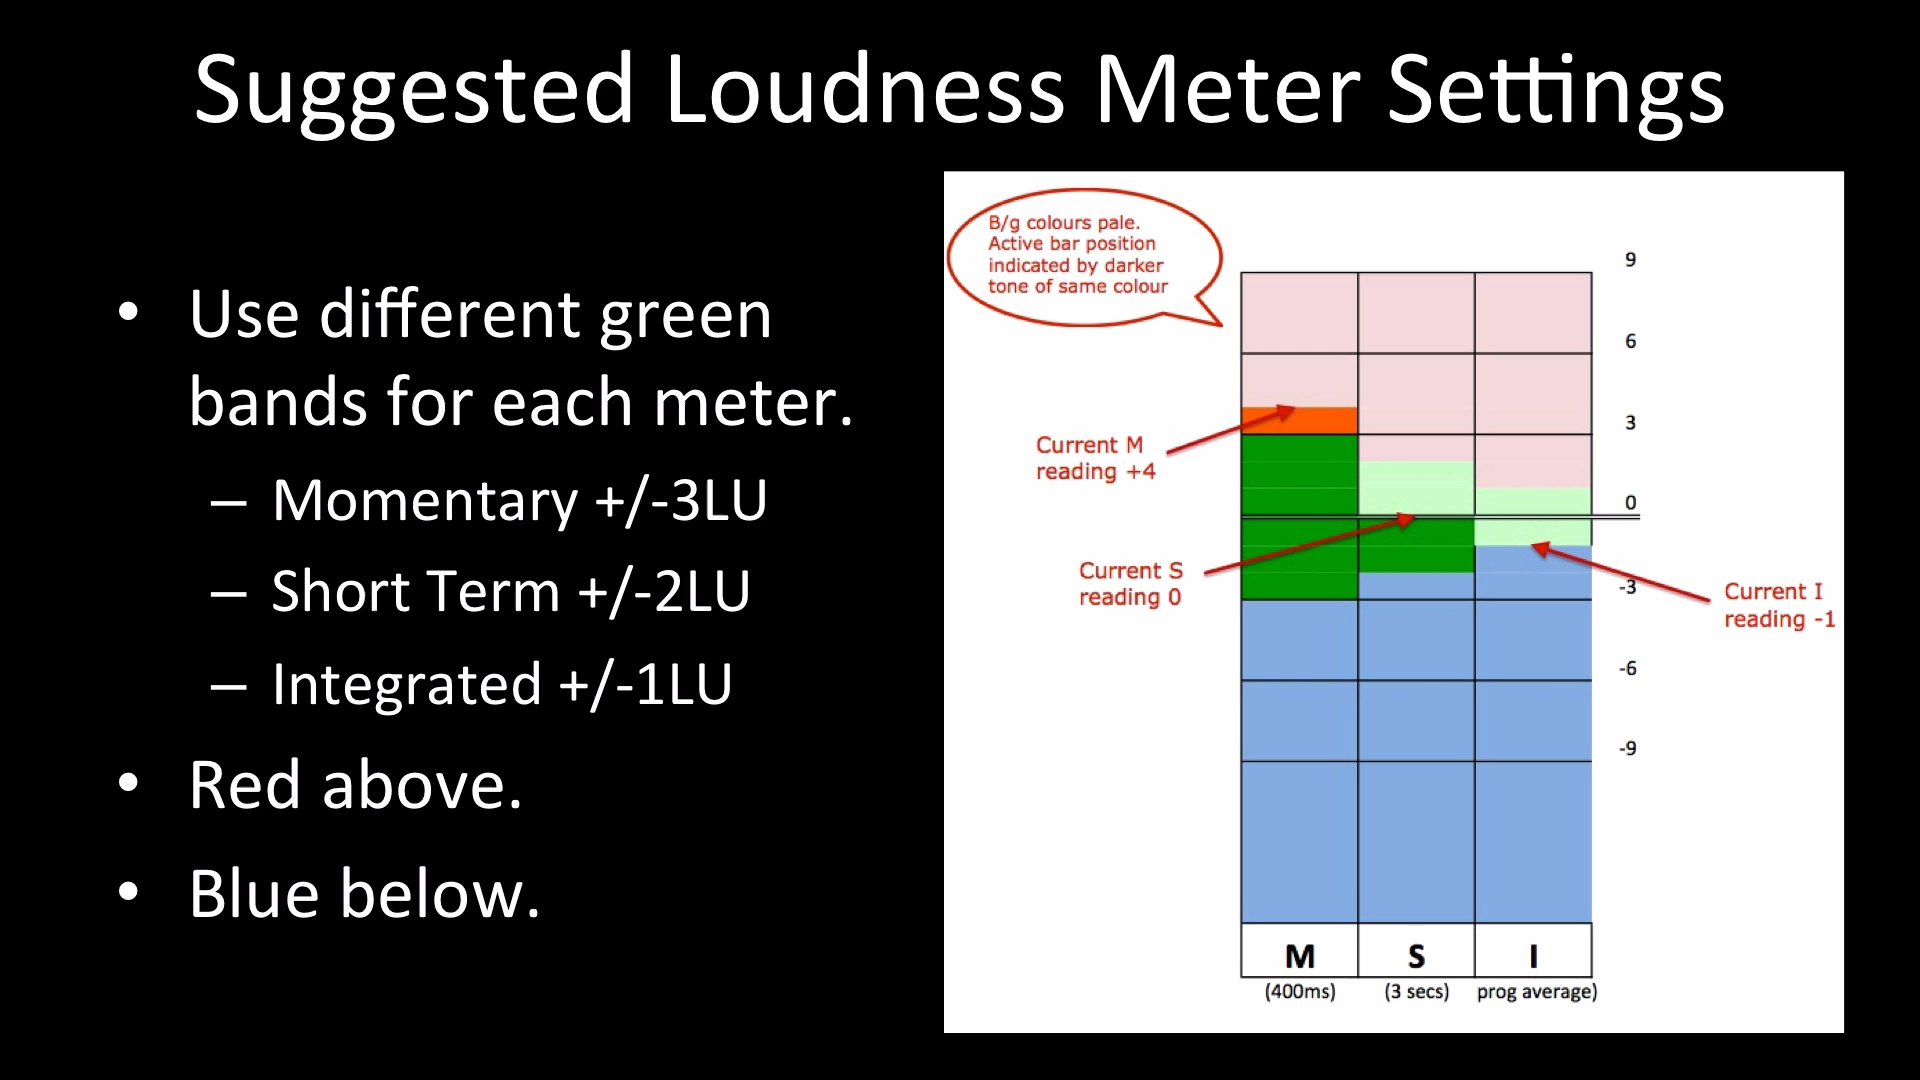 Suggested Loudness Meter Settings
• Use different green
bands for each meter.
– Momentary +/-3LU
– Short Term +/-2LU
– Integrated +/-1LU
• Red above.
• Blue below.
B/g colours pale.
Active bar position
indicated by darker
tone of same colour
9
6
3
0
-3
-6
-9
Current M
reading +4
Current S
reading 0
Current I
reading -1
M S I
(400ms) (3 secs) prog average)